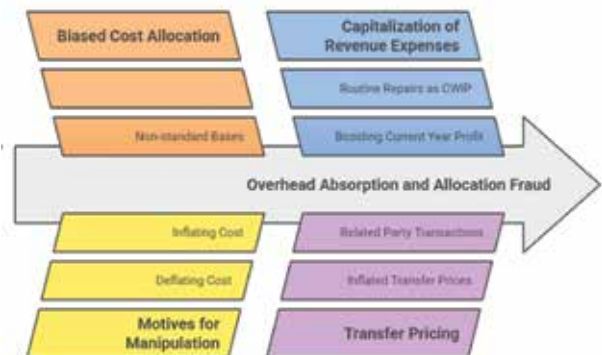 Biased Cost Allocation
Capitalization of
Revenue Expenses
Routine Repairs as CWIP
Non-standard Bases
Boosting Current Year Profit
Overhead Absorption and Allocation Fraud
Inflating Cost
Related Party Transactions
Deflating Cost
Inflated Transfer Prices
Motives for
Manipulation
Transfer Pricing